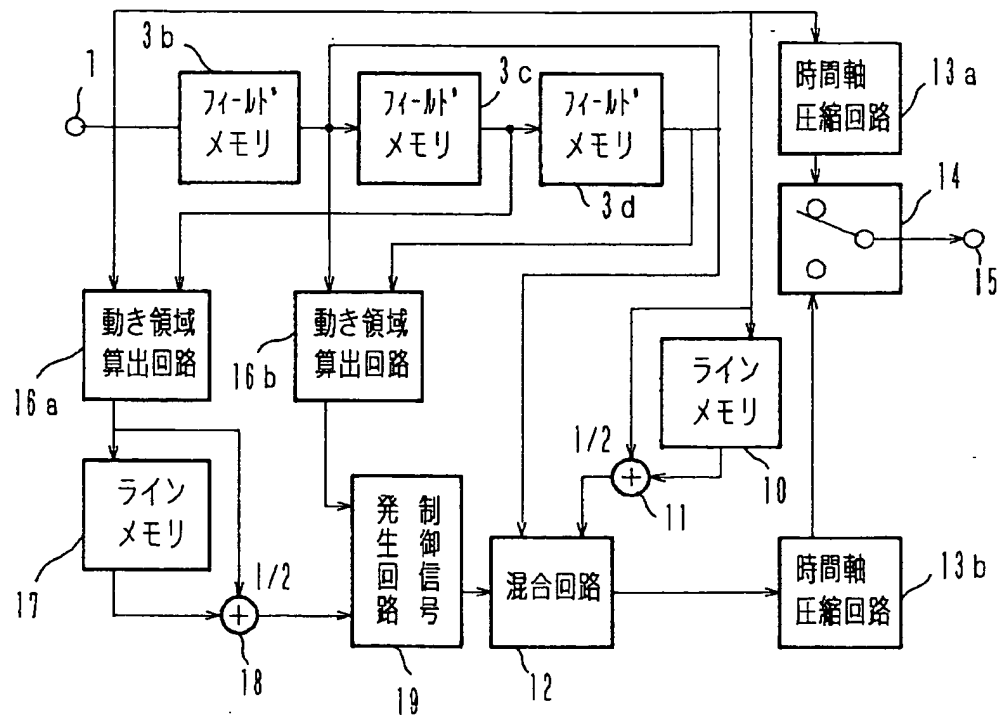 1
3b
フィールド
メモリ
3c
フィールド
メモリ
フィールド
メモリ
3d
時間軸
圧縮回路
13a
14
15
動き領域
算出回路
16a
動き領域
算出回路
16b
ライン
メモリ
10
1/2
+
11
ライン
メモリ
17
1/2
+
18
制御信号
発生回路
19
混合回路
12
時間軸
圧縮回路
13b